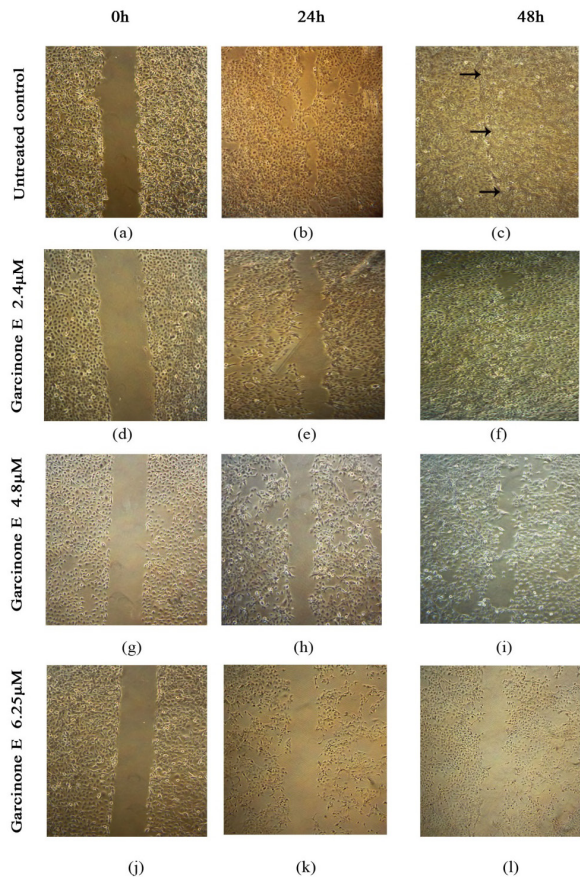 0h 24h 48h
Untreated control
(a) (b) (c)
Garcinone E 2.4µM
(d) (e) (f)
Garcinone E 4.8µM
(g) (h) (i)
Garcinone E 6.25µM
(j) (k) (l)